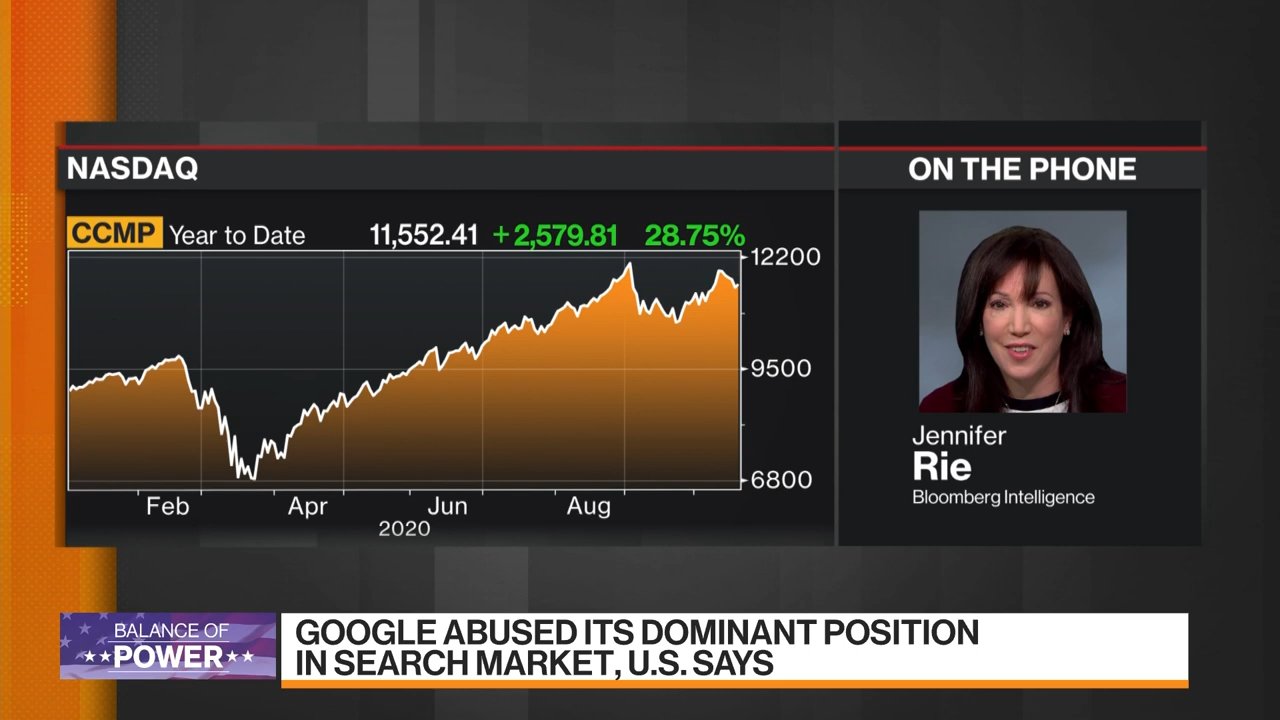 NASDAQ
CCMP Year to Date 11,552.41 +2,579.81 28.75%
12200
9500
6800
Feb Apr Jun Aug
2020
ON THE PHONE
Jennifer
Rie
Bloomberg Intelligence
BALANCE OF
POWER
GOOGLE ABUSED ITS DOMINANT POSITION
IN SEARCH MARKET, U.S. SAYS